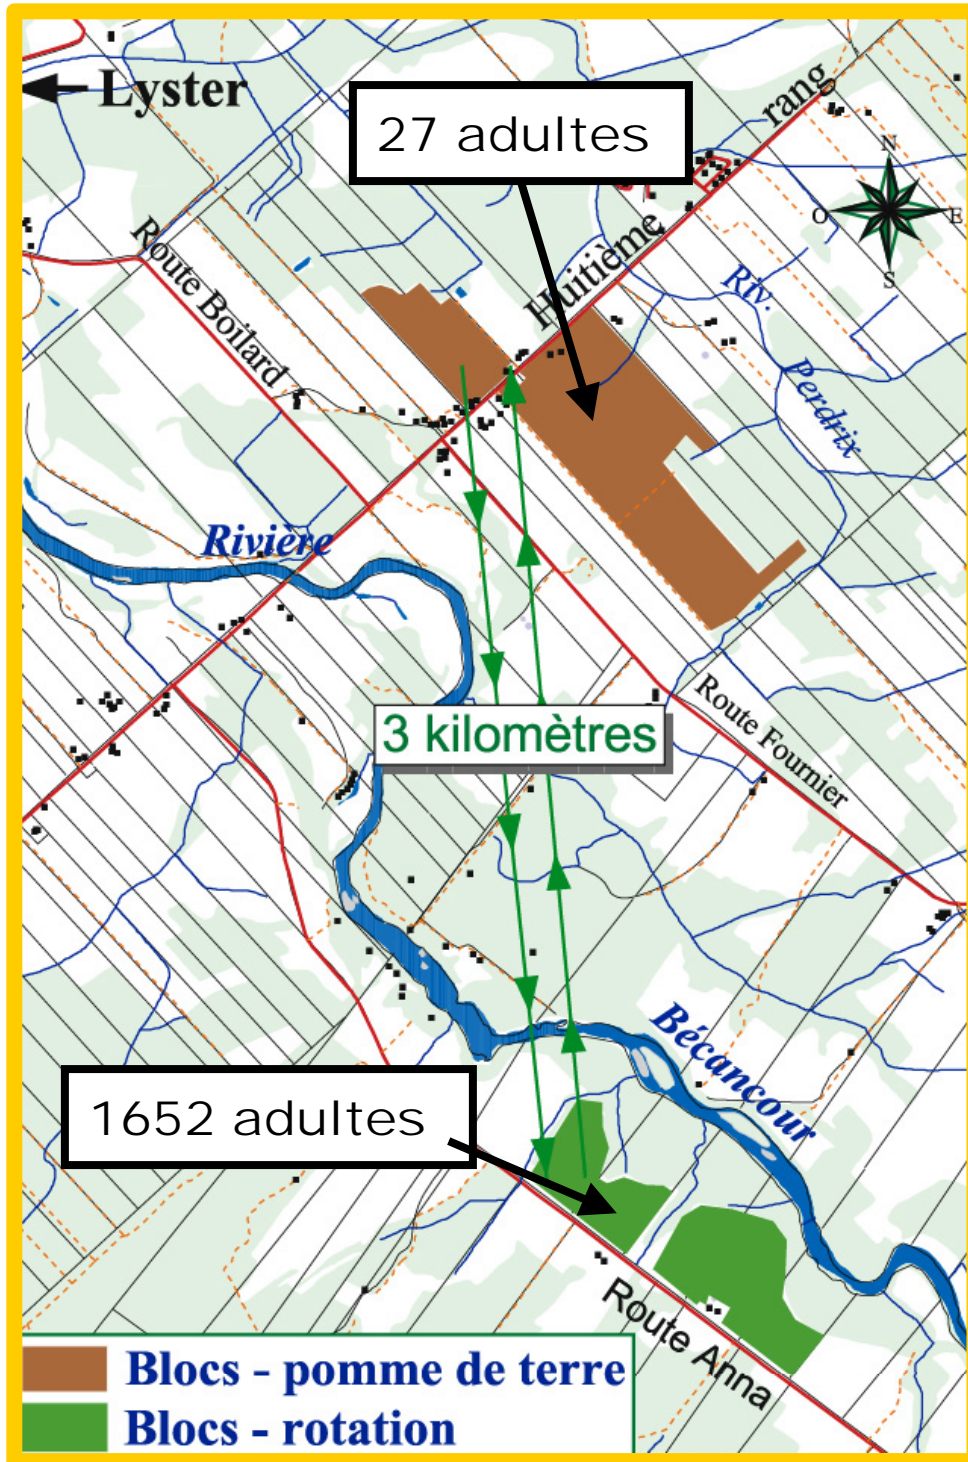 Lyster
27 adultes
rang
N
O
E
S
Route Boilard
Huitième
Riv.
Perdrix
Rivière
Route Fournier
3 kilomètres
Bécancour
1652 adultes
Route Anna
Blocs - pomme de terre
Blocs - rotation